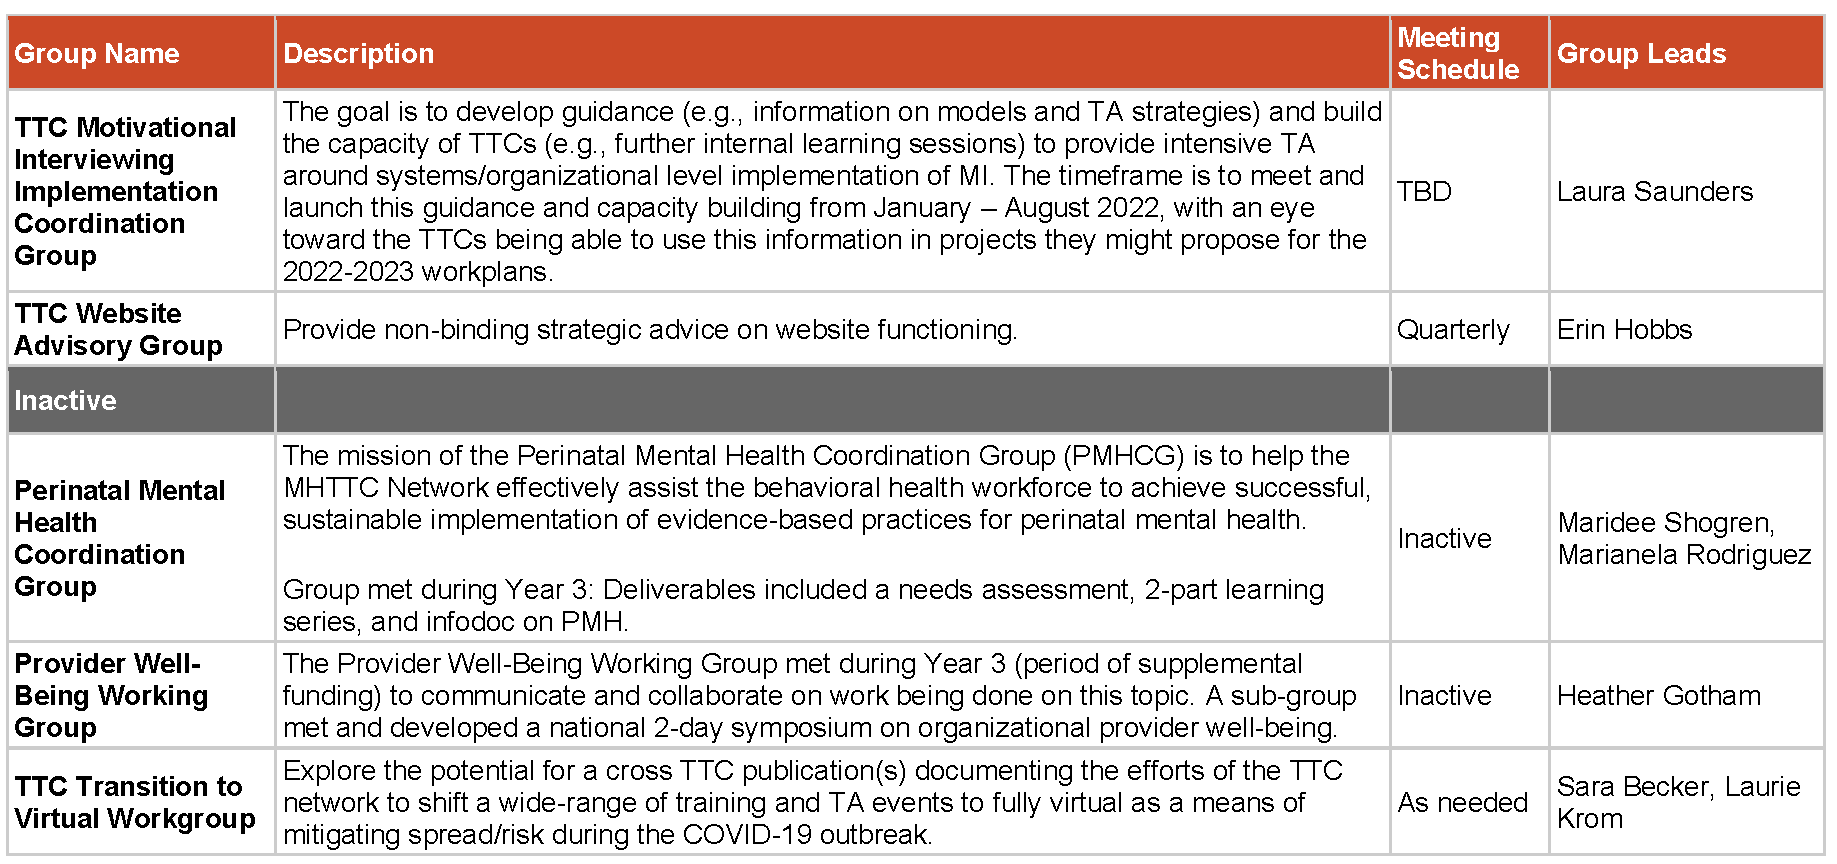 Group Name
Description
Meeting
Schedule
Group Leads
TTC Motivational
Interviewing
Implementation
Coordination
Group
The goal is to develop guidance (e.g., information on models and TA strategies) and build
the capacity of TTCs (e.g., further internal learning sessions) to provide intensive TA
around systems/organizational level implementation of MI. The timeframe is to meet and
launch this guidance and capacity building from January – August 2022, with an eye
toward the TTCs being able to use this information in projects they might propose for the
2022-2023 workplans.
TBD
Laura Saunders
TTC Website
Advisory Group
Provide non-binding strategic advice on website functioning.
Quarterly
Erin Hobbs
Inactive
Perinatal Mental
Health
Coordination
Group
The mission of the Perinatal Mental Health Coordination Group (PMHCG) is to help the
MHTTC Network effectively assist the behavioral health workforce to achieve successful,
sustainable implementation of evidence-based practices for perinatal mental health.
Group met during Year 3: Deliverables included a needs assessment, 2-part learning
series, and infodoc on PMH.
Inactive
Maridee Shogren,
Marianela Rodriguez
Provider Well-
Being Working
Group
The Provider Well-Being Working Group met during Year 3 (period of supplemental
funding) to communicate and collaborate on work being done on this topic. A sub-group
met and developed a national 2-day symposium on organizational provider well-being.
Inactive
Heather Gotham
TTC Transition to
Virtual Workgroup
Explore the potential for a cross TTC publication(s) documenting the efforts of the TTC
network to shift a wide-range of training and TA events to fully virtual as a means of
mitigating spread/risk during the COVID-19 outbreak.
As needed
Sara Becker, Laurie
Krom